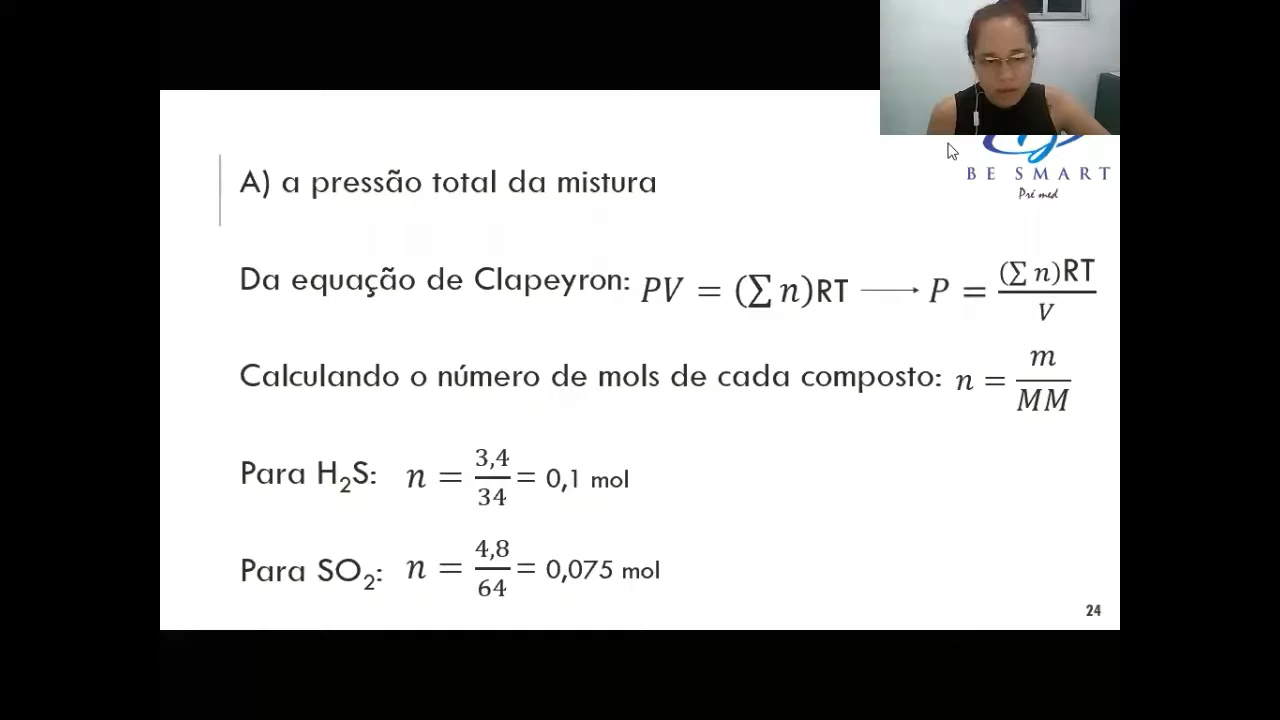 BE SMART
Pré med
A) a pressão total da mistura
Da equação de Clapeyron: PV = (∑ n)RT ⟶ P = (∑ n)RT / V
Calculando o número de mols de cada composto: n = m / MM
Para H₂S: n = 3,4 / 34 = 0,1 mol
Para SO₂: n = 4,8 / 64 = 0,075 mol
24